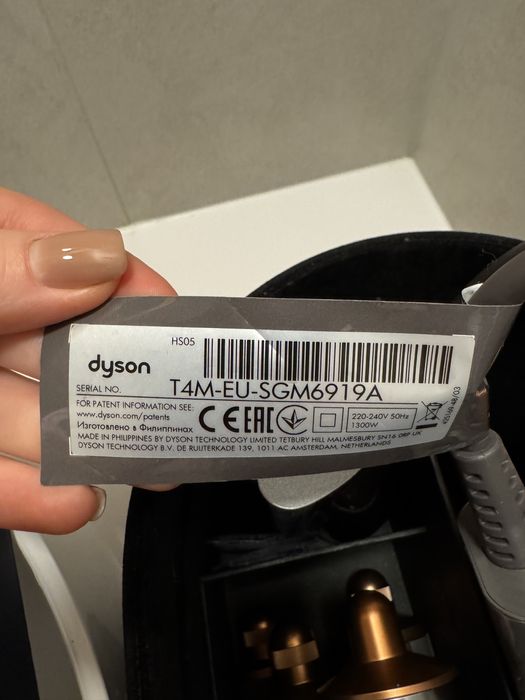 HS05
dyson
SERIAL NO.
T4M-EU-SGM6919A
FOR PATENT INFORMATION SEE:
www.dyson.com/patents
CE EAC
220-240V 50Hz
1300W
Изготовлено в Филиппинах
MADE IN PHILIPPINES BY DYSON TECHNOLOGY LIMITED TETBURY HILL MALMESBURY SN16 0RP UK
DYSON TECHNOLOGY B.V. DE RUIJTERKADE 139, 1011 AC AMSTERDAM, NETHERLANDS